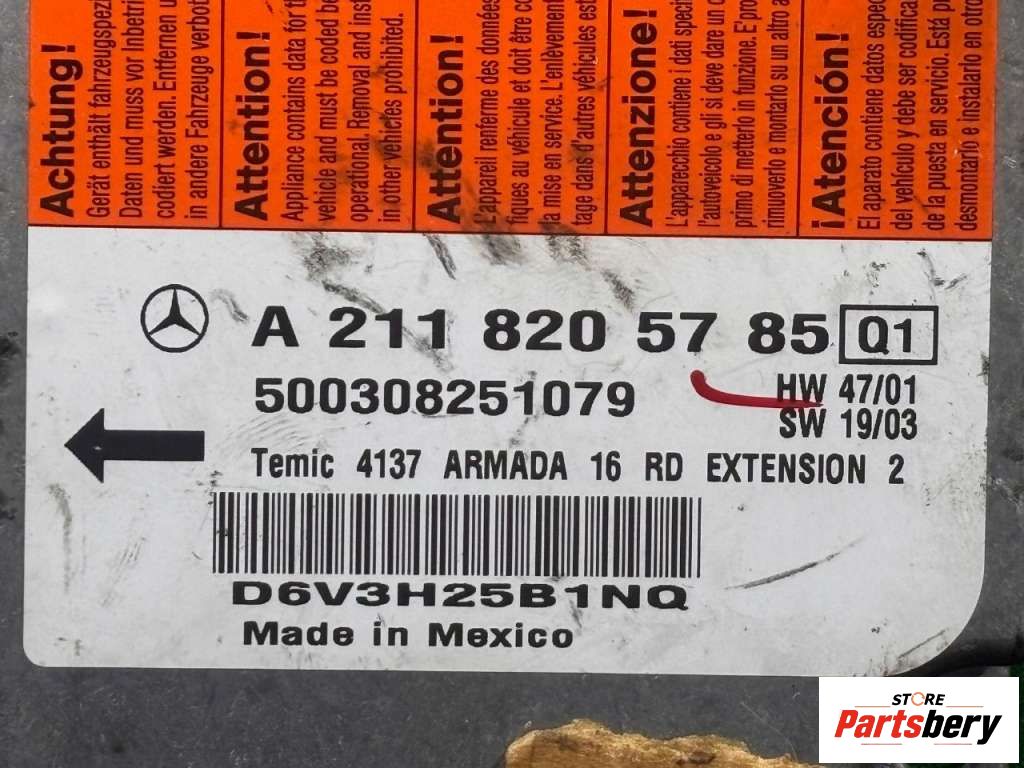 Achtung!
Gerät enthält fahrzeugspezi
Daten und muss vor Inbetri
codiert werden. Entfernen u
in andere Fahrzeuge verbot
Attention!
Appliance contains data for th
vehicle and must be coded be
operational. Removal and inst
in other vehicles prohibited.
Attention!
L'appareil renferme des données
fiques au véhicule et doit être co
la mise en service. L'enlèvement
tage dans d'autres véhicules est
Attenzione!
L'apparecchio contiene i dati speci
l'autoveicolo e gli si deve dare un c
primo di metterlo in funzione. E'pro
rimuoverlo e montarlo su un altro a
¡Atención!
El aparato contiene datos espec
del vehículo y debe ser codifica
de la puesta en servicio. Está pu
desmontarlo e instalarlo en otro
A 211 820 57 85 Q1
500308251079
HW 47/01
SW 19/03
Temic 4137 ARMADA 16 RD EXTENSION 2
D6V3H25B1NQ
Made in Mexico
STORE
Partsbery